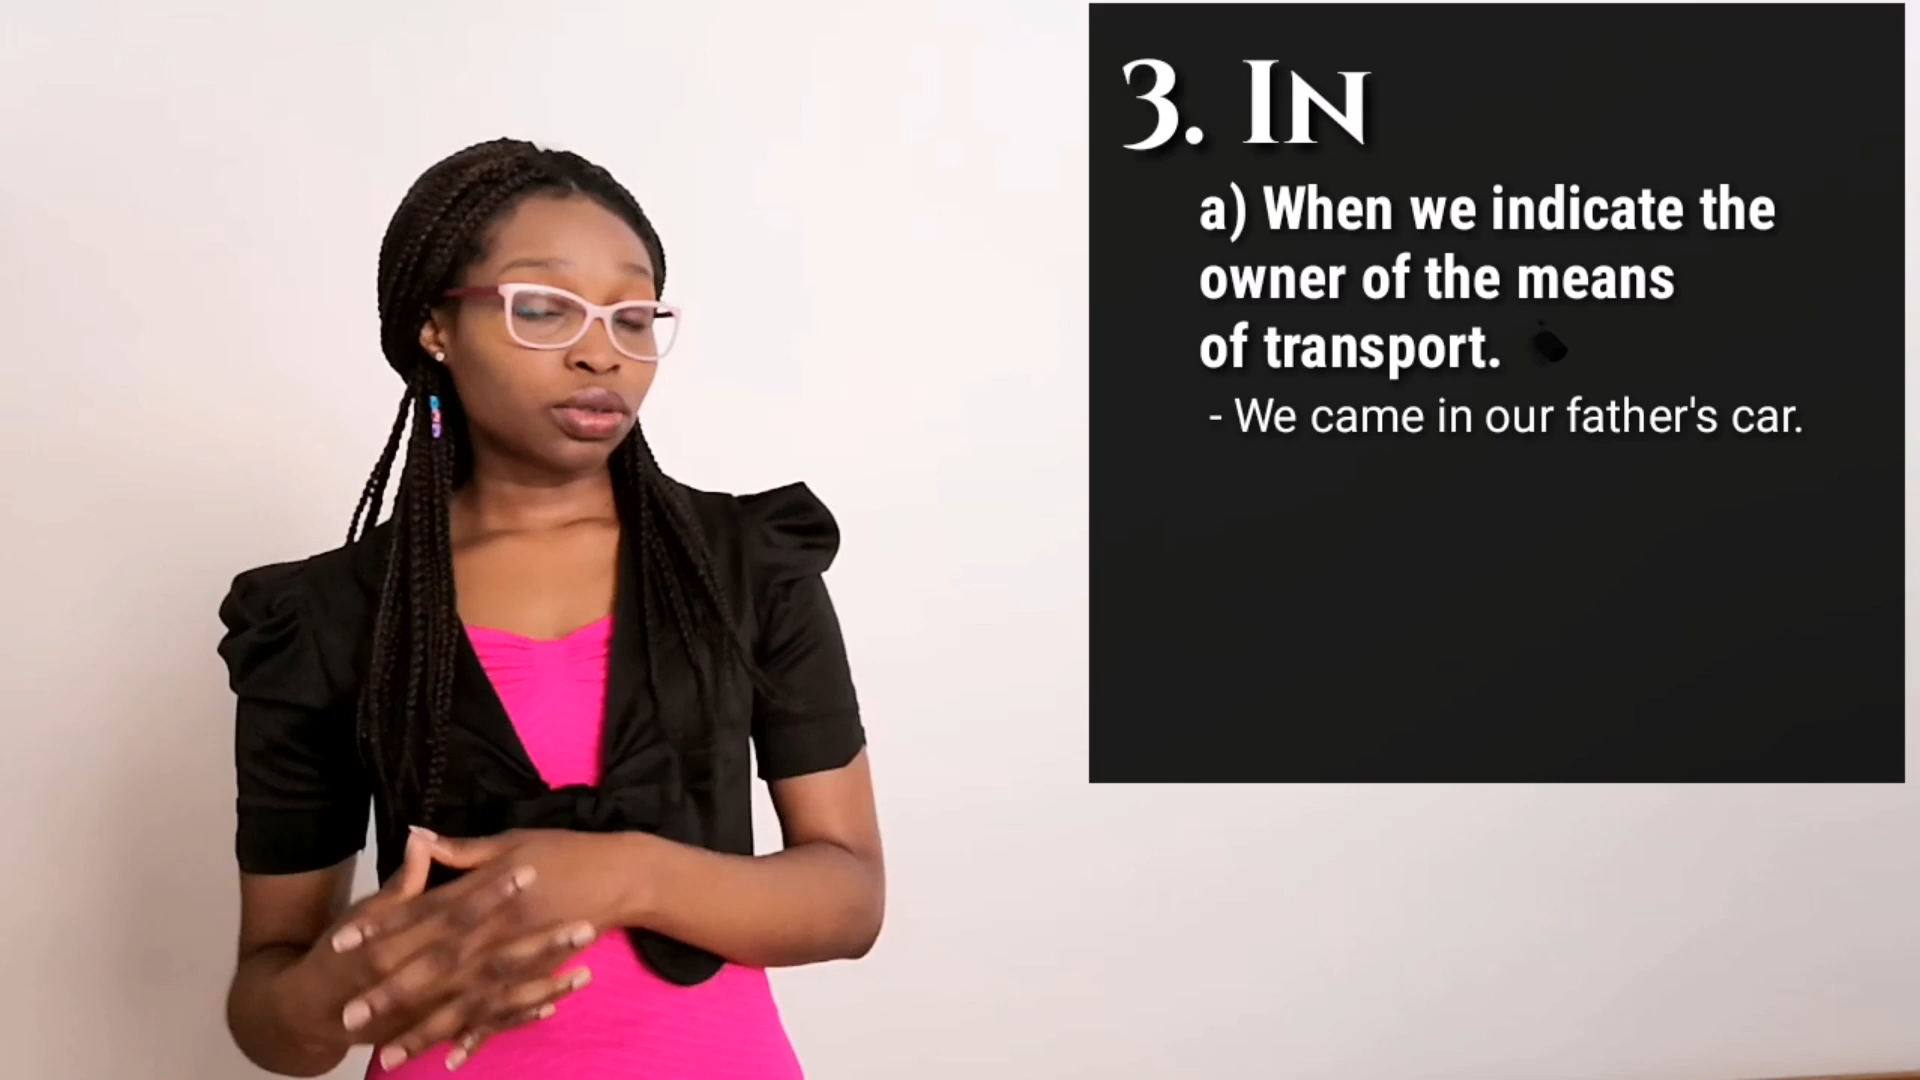 3. In
a) When we indicate the
owner of the means
of transport.
- We came in our father's car.